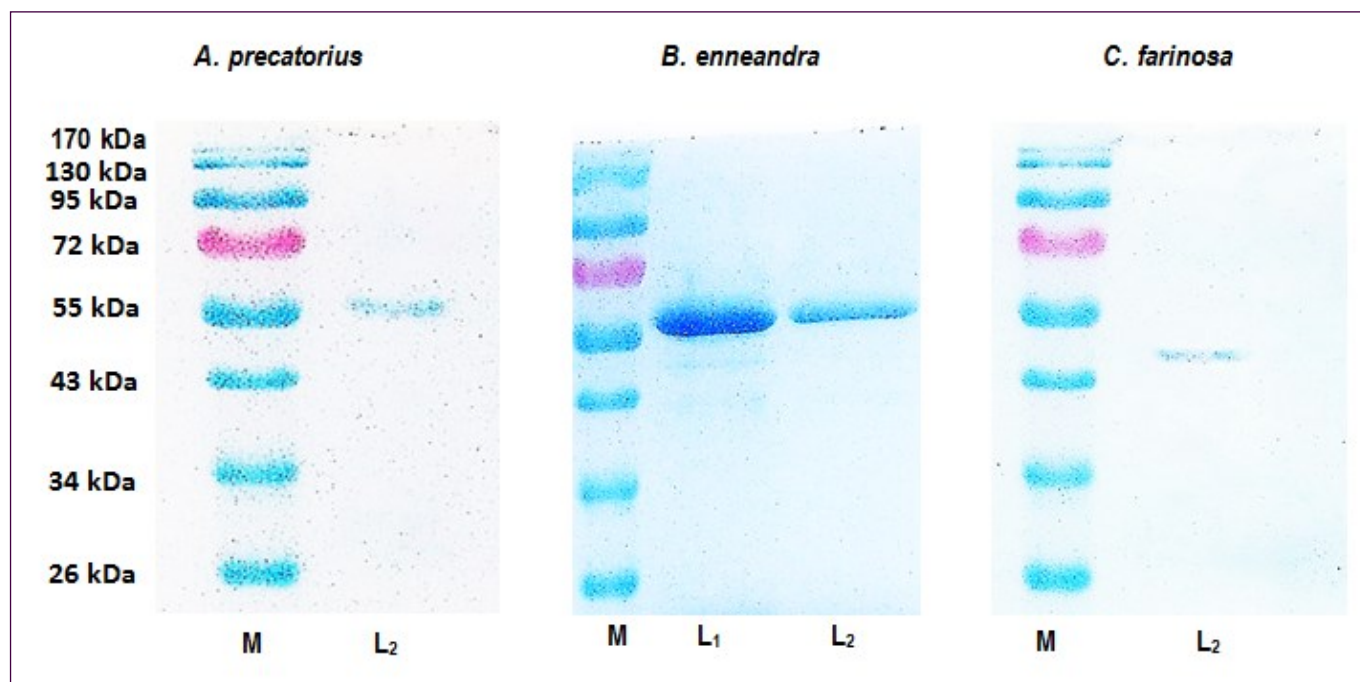 A. precatorius B. enneandra C. farinosa
170 kDa
130 kDa
95 kDa
72 kDa
55 kDa
43 kDa
34 kDa
26 kDa
M L₂ M L₁ L₂ M L₂